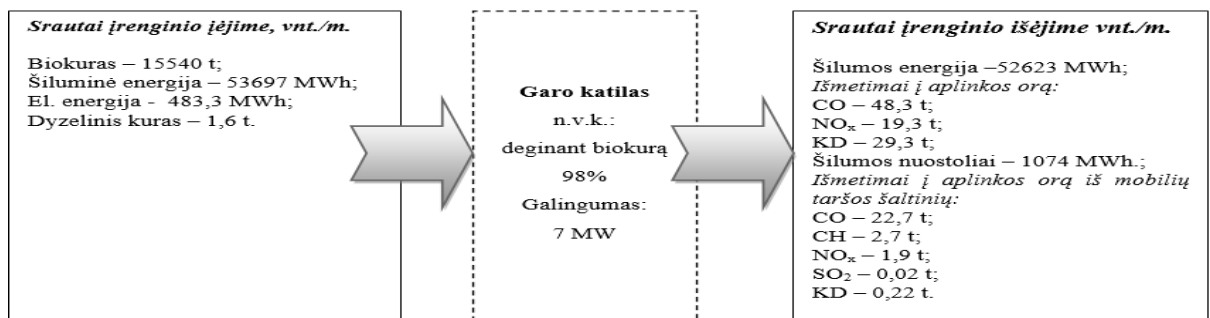 Srautai įrenginio įėjime, vnt./m.
Biokuras – 15540 t;
Šiluminė energija – 53697 MWh;
El. energija - 483,3 MWh;
Dyzelinis kuras – 1,6 t.
Garo katilas
n.v.k.:
deginant biokurą
98%
Galingumas:
7 MW
Srautai įrenginio išėjime vnt./m.
Šilumos energija –52623 MWh;
Išmetimai į aplinkos orą:
CO – 48,3 t;
NOₓ – 19,3 t;
KD – 29,3 t;
Šilumos nuostoliai – 1074 MWh.;
Išmetimai į aplinkos orą iš mobilių
taršos šaltinių:
CO – 22,7 t;
CH – 2,7 t;
NOₓ – 1,9 t;
SO₂ – 0,02 t;
KD – 0,22 t.